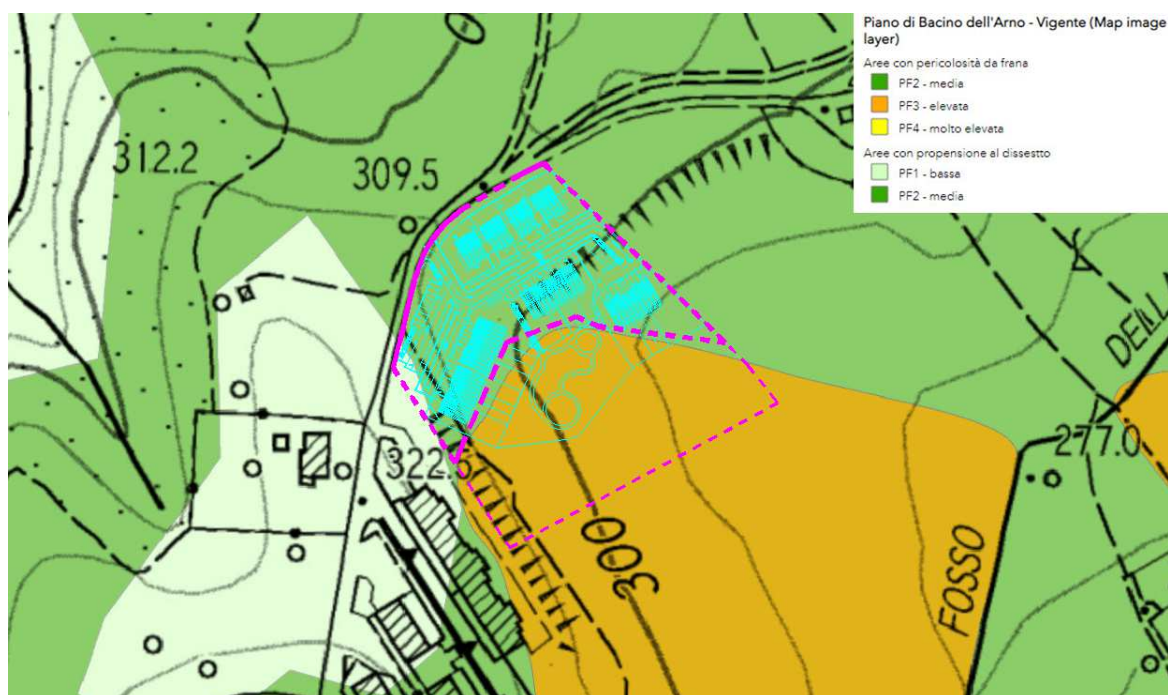 Piano di Bacino dell'Arno - Vigente (Map image
layer)
Aree con pericolosità da frana
PF2 - media
PF3 - elevata
PF4 - molto elevata
Aree con propensione al dissesto
PF1 - bassa
PF2 - media
0
312.2
309.5
DELL
322.5
277.0
300
FOSSO